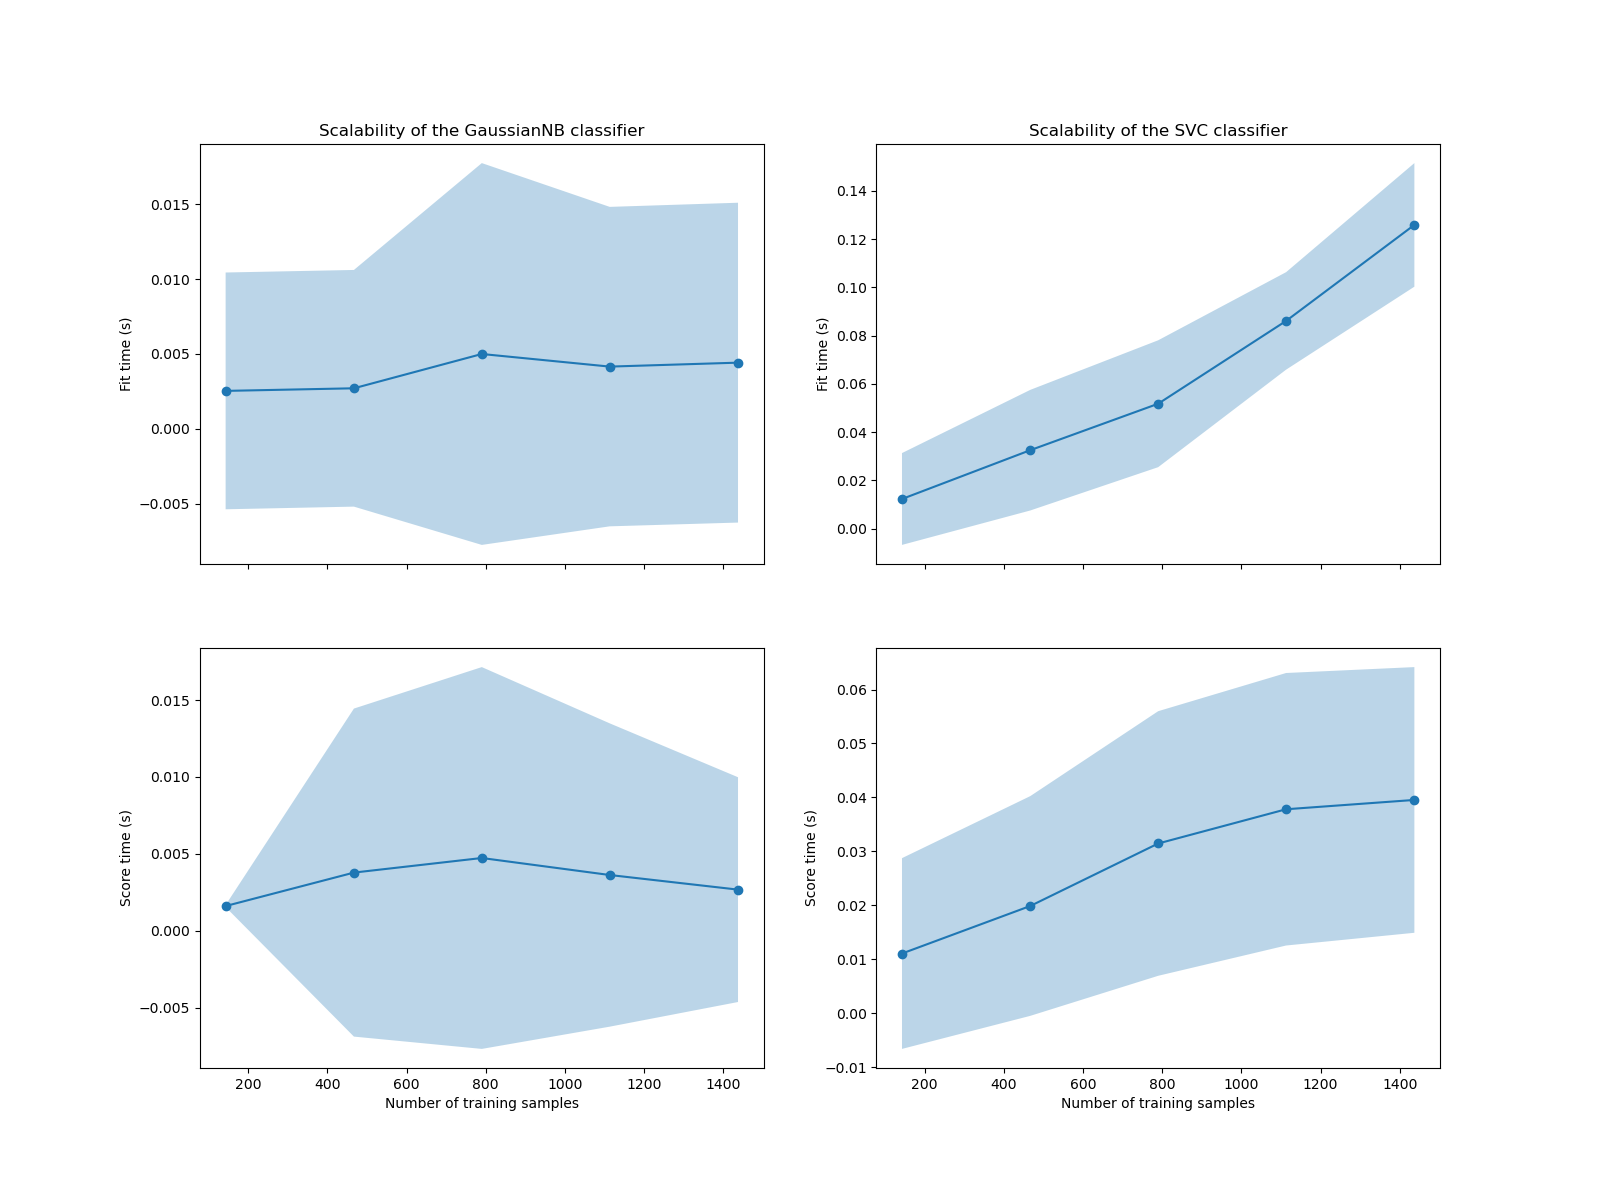 Scalability of the GaussianNB classifier
Fit time (s)
0.015
0.010
0.005
0.000
−0.005
Scalability of the SVC classifier
Fit time (s)
0.14
0.12
0.10
0.08
0.06
0.04
0.02
0.00
Score time (s)
0.015
0.010
0.005
0.000
−0.005
200 400 600 800 1000 1200 1400
Number of training samples
Score time (s)
0.06
0.05
0.04
0.03
0.02
0.01
0.00
−0.01
200 400 600 800 1000 1200 1400
Number of training samples